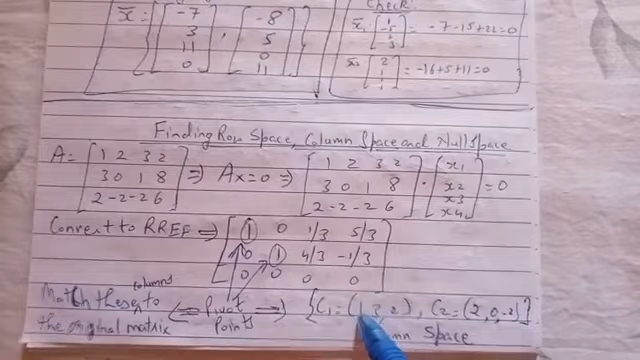 x̄ = { [-7 3 11 0] , [-8 5 0 11] }
Check:
x̄1 [1 -5 2] = -7-15+22=0
x̄2 [2 1 1] = -16+5+11=0
Finding Row Space, Column Space and Null Space
A = [1 2 3 2 / 3 0 1 8 / 2 -2 -2 6] ⇒ Ax=0 ⇒ [1 2 3 2 / 3 0 1 8 / 2 -2 -2 6] · [x1 x2 x3 x4] = 0
Convert to RREF ⇒ [1 0 1/3 5/3 / 0 1 4/3 -1/3 / 0 0 0 0]
Match these columns to ⇐ Pivot ⇒ {C1=(1,3,2), C2=(2,0,-2)}
the original matrix Points Space